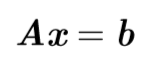 Ax = b